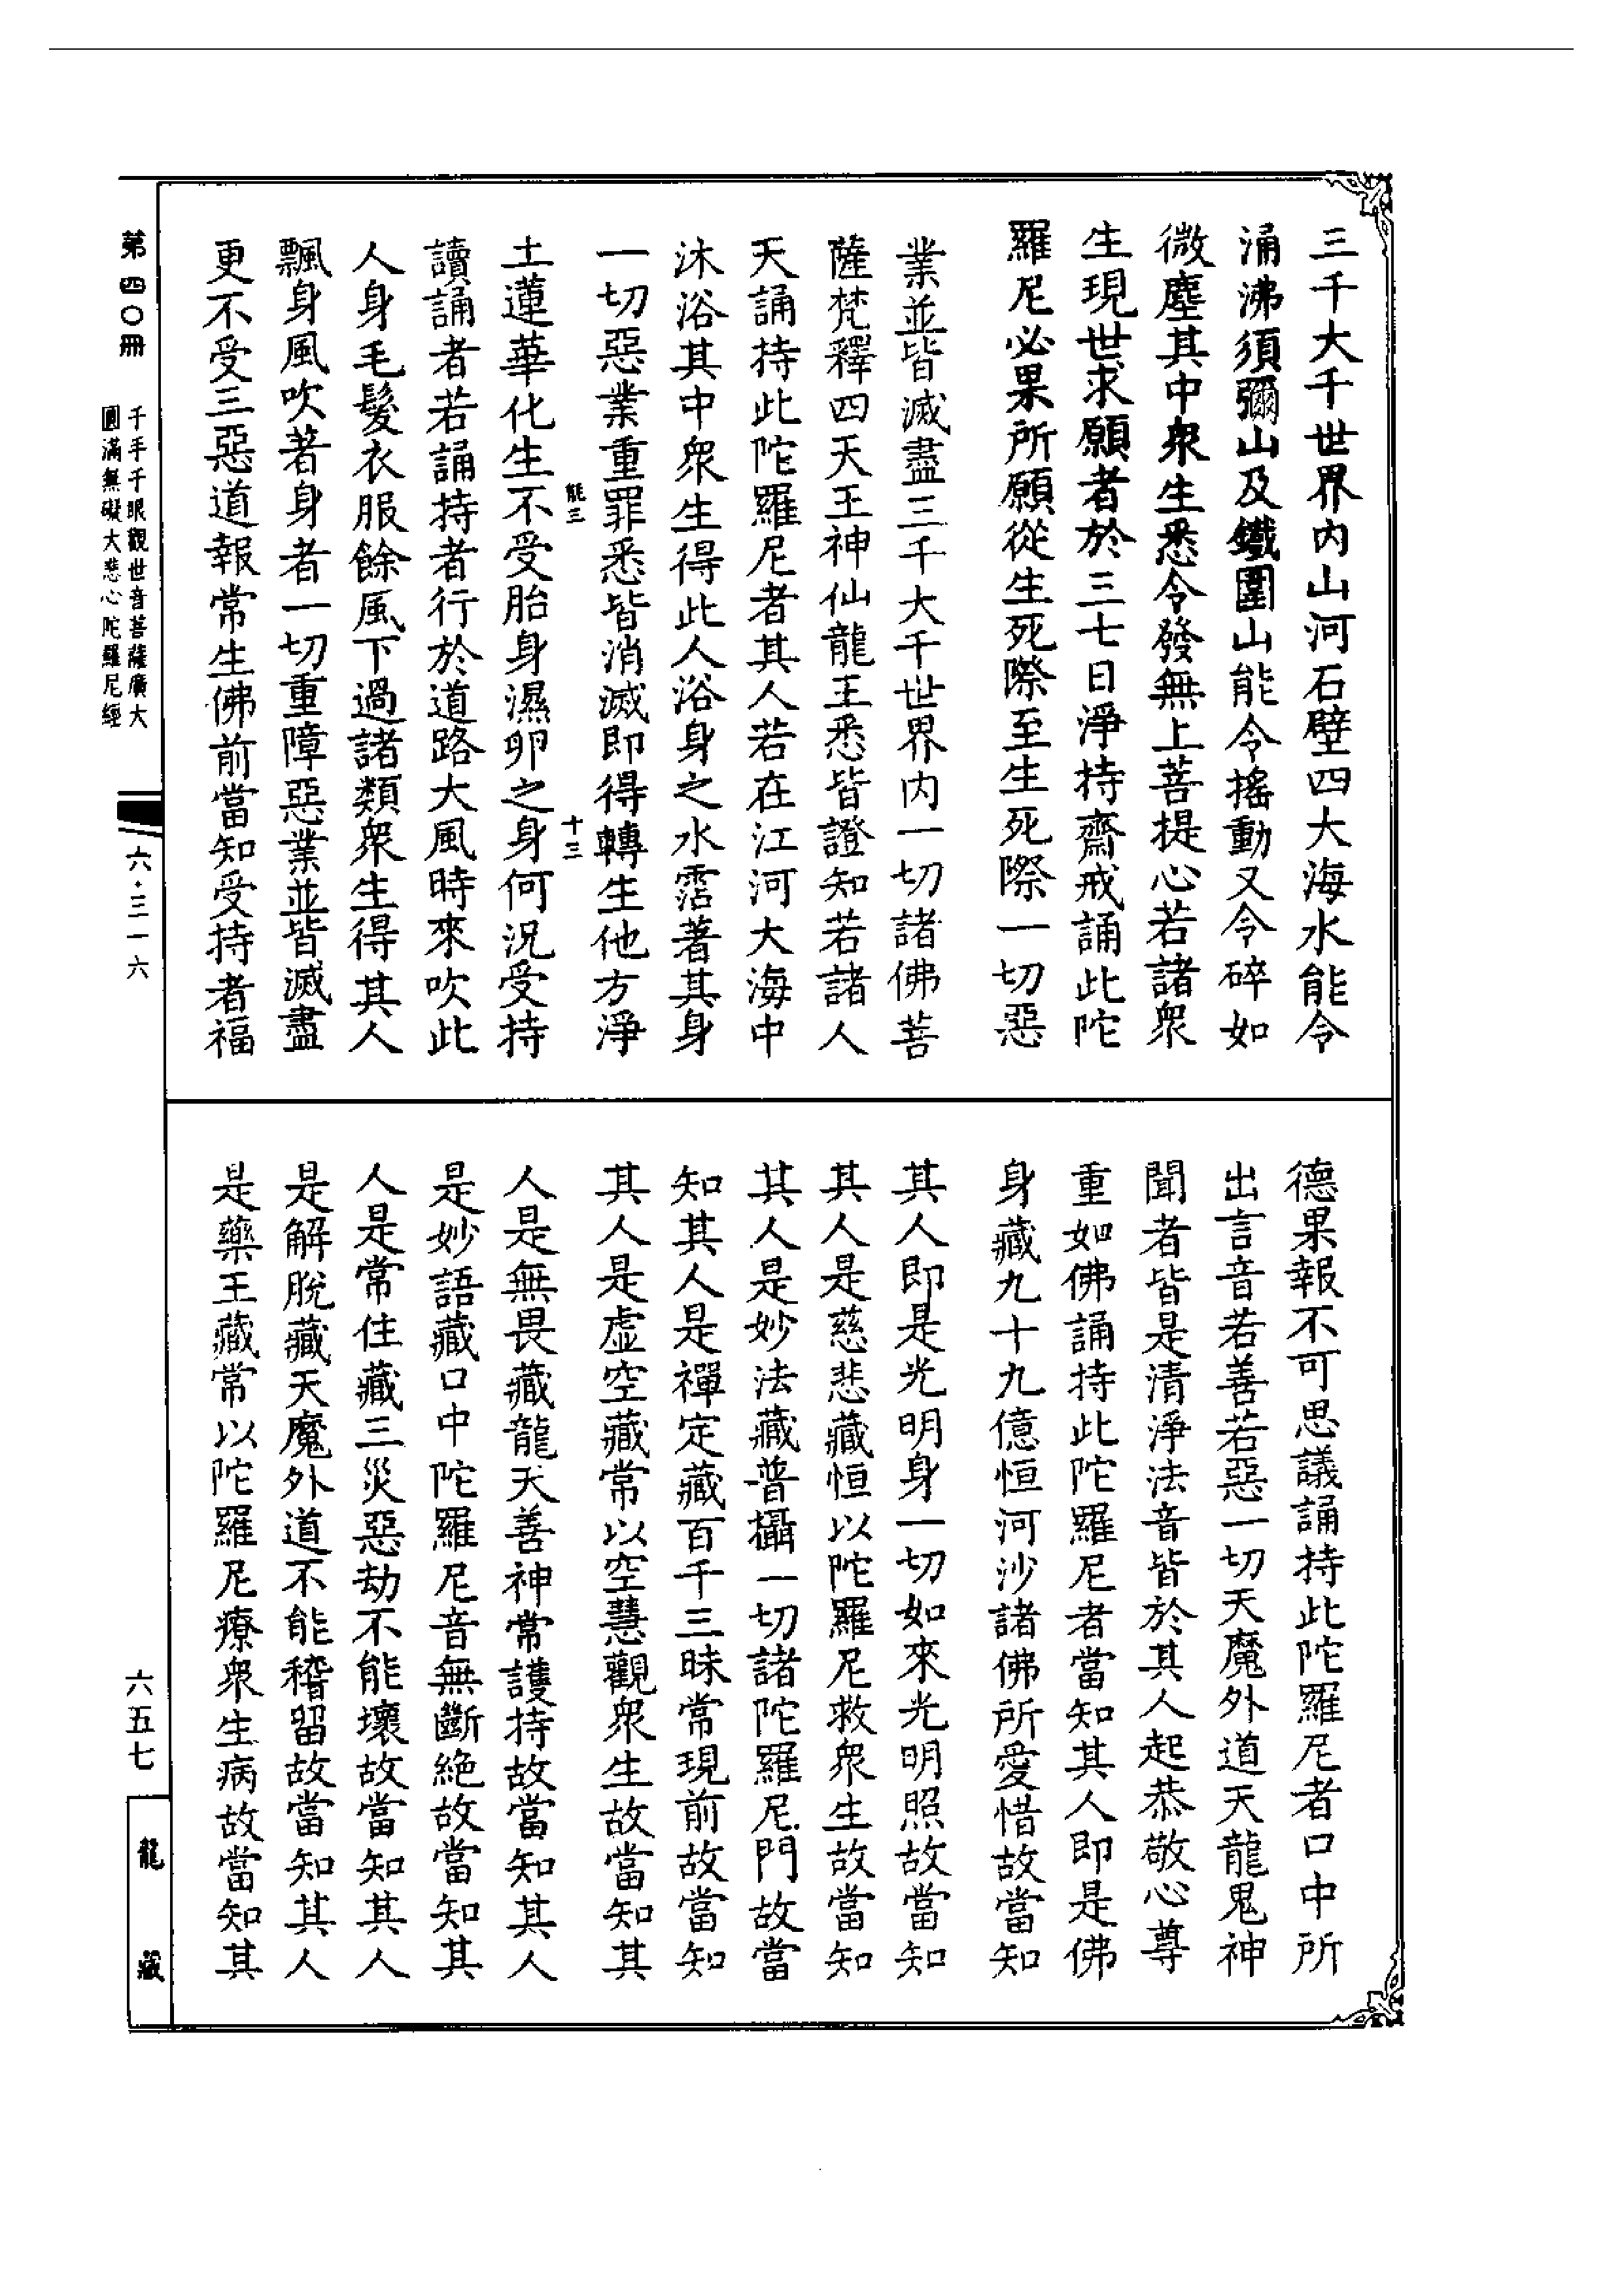 三千大千世界内山河石壁四大海水能令
涌沸須彌山及鐵圍山能令搖動又令碎如
微塵其中衆生悉令發無上菩提心若諸衆
生現世求願者於三七日淨持齋戒誦此陀
羅尼必果所願從生死際至生死際一切惡
業並皆滅盡三千大千世界内一切諸佛菩
薩梵釋四天王神仙龍王悉皆證知若諸人
天誦持此陀羅尼者其人若在江河大海中
沐浴其中衆生得此人浴身之水霑著其身
一切惡業重罪悉皆消滅即得轉生他方淨
能三 十三
土蓮華化生不受胎身濕卵之身何況受持
讀誦者若誦持者行於道路大風時來吹此
人身毛髮衣服餘風下過諸類衆生得其人
飄身風吹著身者一切重障惡業並皆滅盡
更不受三惡道報常生佛前當知受持者福
德果報不可思議誦持此陀羅尼者口中所
出言音若善若惡一切天魔外道天龍鬼神
聞者皆是清淨法音皆於其人起恭敬心尊
重如佛誦持此陀羅尼者當知其人即是佛
身藏九十九億恒河沙諸佛所愛惜故當知
其人即是光明身一切如來光明照故當知
其人是慈悲藏恒以陀羅尼救衆生故當知
其人是妙法藏普攝一切諸陀羅尼門故當
知其人是禪定藏百千三昧常現前故當知
其人是虛空藏常以空慧觀衆生故當知其
人是無畏藏龍天善神常護持故當知其人
是妙語藏口中陀羅尼音無斷絕故當知其
人是常住藏三災惡劫不能壞故當知其人
是解脫藏天魔外道不能稽留故當知其人
是藥王藏常以陀羅尼療衆生病故當知其
第四〇冊
千手千眼觀世音菩薩廣大
圓滿無礙大悲心陀羅尼經
六·三一六
六五七
龍藏